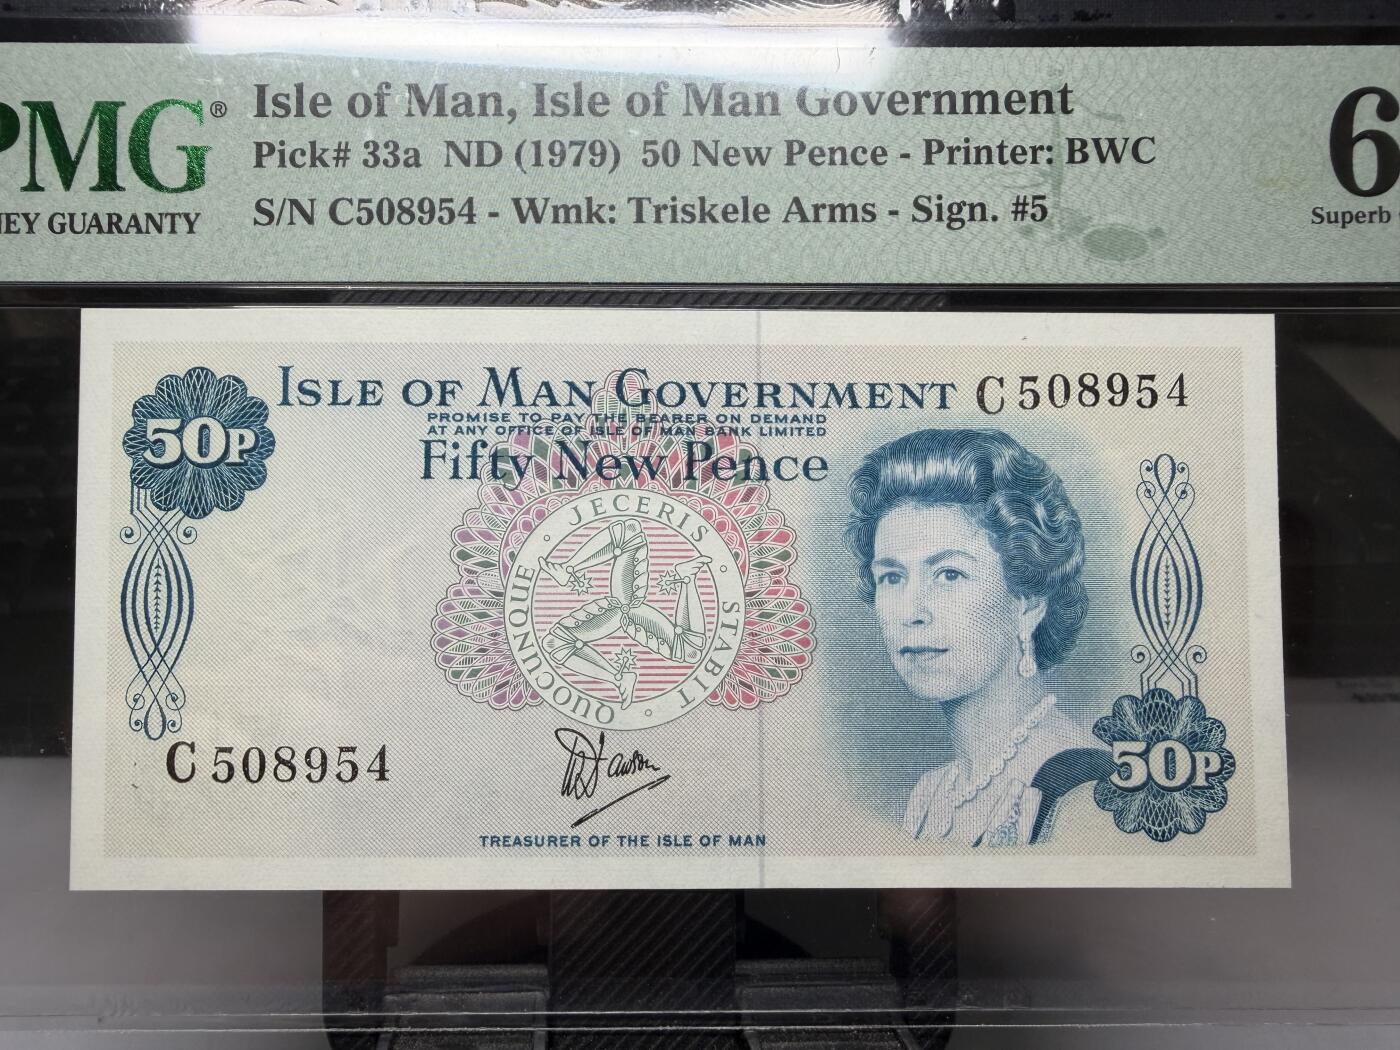 PMG®
NEY GUARANTY
Isle of Man, Isle of Man Government
Pick# 33a ND (1979) 50 New Pence - Printer: BWC
S/N C508954 - Wmk: Triskele Arms - Sign. #5
6
Superb
ISLE OF MAN GOVERNMENT C 508954
PROMISE TO PAY THE BEARER ON DEMAND
AT ANY OFFICE OF ISLE OF MAN BANK LIMITED
Fifty New Pence
50P
QUOCUNQUE · JECERIS · STABIT ·
C 508954
50P
TREASURER OF THE ISLE OF MAN